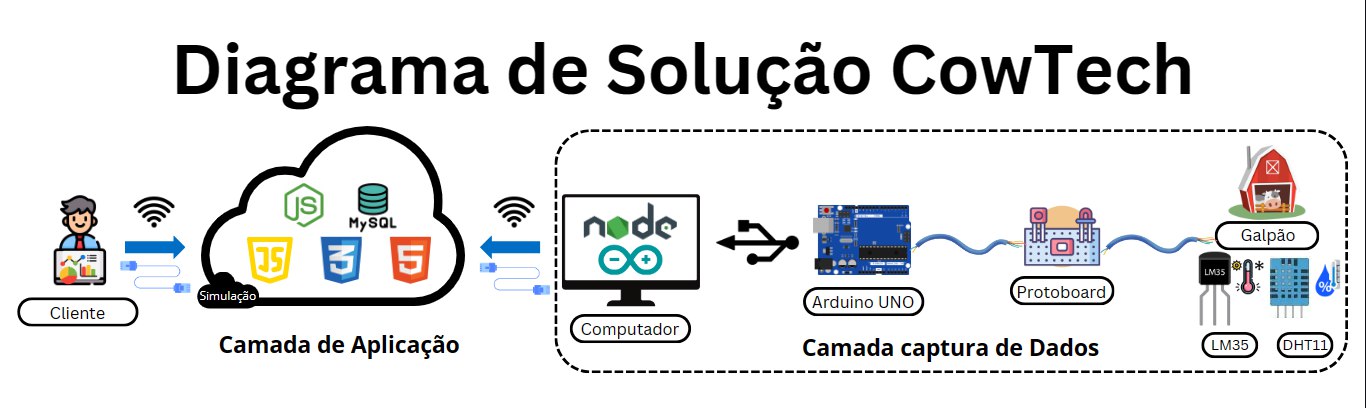 Diagrama de Solução CowTech
JS
MySQL
JS
3
5
Simulação
Cliente
Camada de Aplicação
node
Computador
Arduino UNO
Protoboard
Galpão
LM35
%
LM35
DHT11
Camada captura de Dados